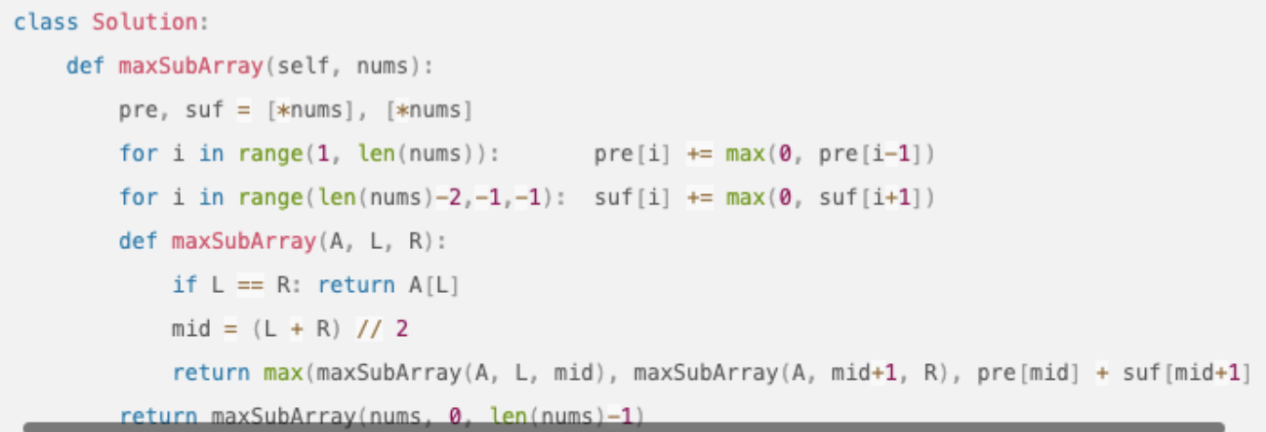 class Solution:
    def maxSubArray(self, nums):
        pre, suf = [*nums], [*nums]
        for i in range(1, len(nums)):       pre[i] += max(0, pre[i-1])
        for i in range(len(nums)-2,-1,-1):  suf[i] += max(0, suf[i+1])
        def maxSubArray(A, L, R):
            if L == R: return A[L]
            mid = (L + R) // 2
            return max(maxSubArray(A, L, mid), maxSubArray(A, mid+1, R), pre[mid] + suf[mid+1]
        return maxSubArray(nums, 0, len(nums)-1)